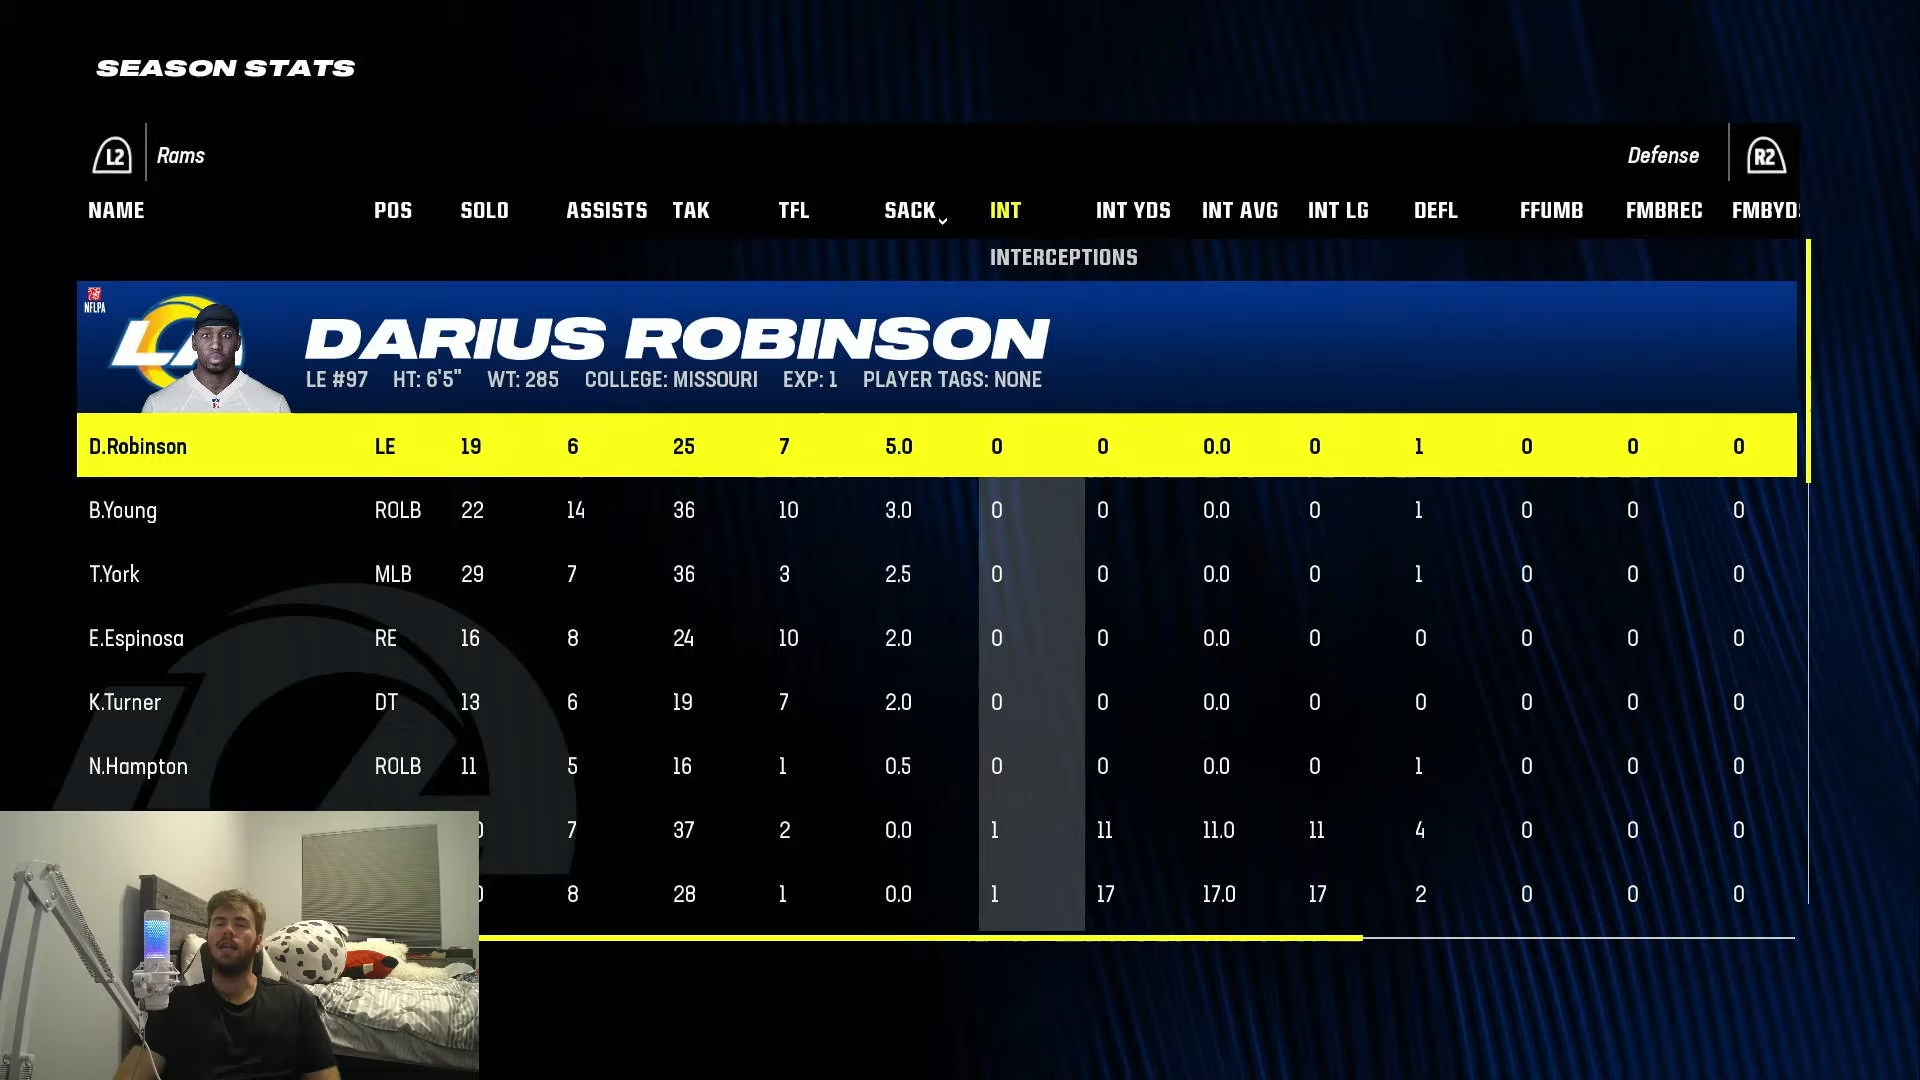 SEASON STATS
L2 Rams Defense R2
NAME POS SOLO ASSISTS TAK TFL SACK INT INT YDS INT AVG INT LG DEFL FFUMB FMBREC FMBYDS
INTERCEPTIONS
NFLPA
LA
DARIUS ROBINSON
LE #97 HT: 6'5" WT: 285 COLLEGE: MISSOURI EXP: 1 PLAYER TAGS: NONE
D.Robinson LE 19 6 25 7 5.0 0 0 0.0 0 1 0 0 0
B.Young ROLB 22 14 36 10 3.0 0 0 0.0 0 1 0 0 0
T.York MLB 29 7 36 3 2.5 0 0 0.0 0 1 0 0 0
E.Espinosa RE 16 8 24 10 2.0 0 0 0.0 0 0 0 0 0
K.Turner DT 13 6 19 7 2.0 0 0 0.0 0 0 0 0 0
N.Hampton ROLB 11 5 16 1 0.5 0 0 0.0 0 1 0 0 0
7 37 2 0.0 1 11 11.0 11 4 0 0 0
8 28 1 0.0 1 17 17.0 17 2 0 0 0